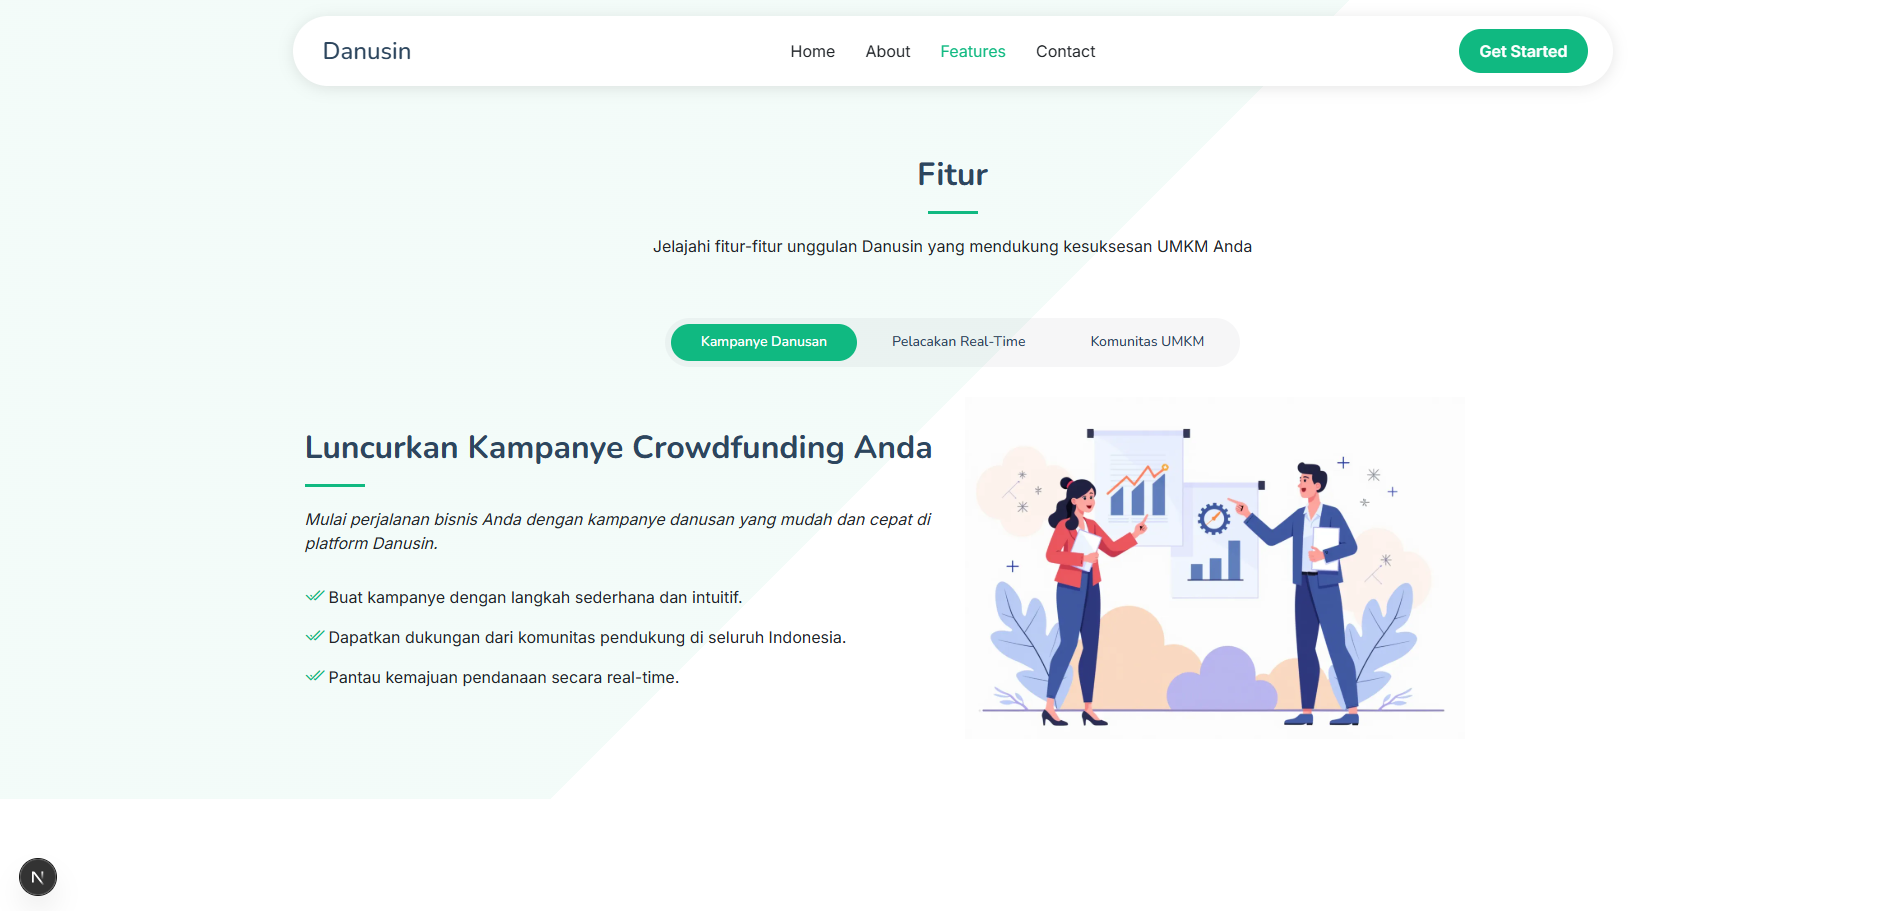 Danusin
Home
About
Features
Contact
Get Started
Fitur
Jelajahi fitur-fitur unggulan Danusin yang mendukung kesuksesan UMKM Anda
Kampanye Danusan
Pelacakan Real-Time
Komunitas UMKM
Luncurkan Kampanye Crowdfunding Anda
Mulai perjalanan bisnis Anda dengan kampanye danusan yang mudah dan cepat di
platform Danusin.
Buat kampanye dengan langkah sederhana dan intuitif.
Dapatkan dukungan dari komunitas pendukung di seluruh Indonesia.
Pantau kemajuan pendanaan secara real-time.
N